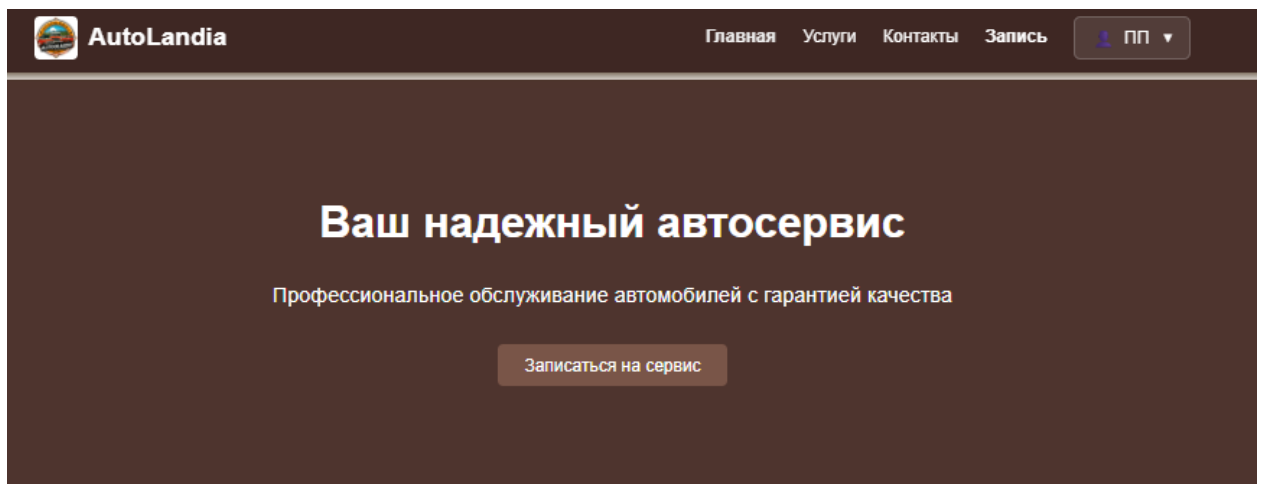 AutoLandia
Главная Услуги Контакты Запись ПП ▼
Ваш надежный автосервис
Профессиональное обслуживание автомобилей с гарантией качества
Записаться на сервис